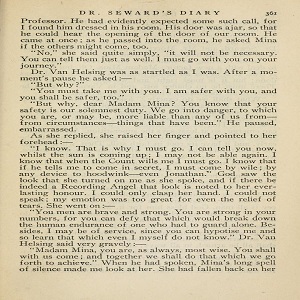 DR. SEWARD'S DIARY 361
Professor. He had evidently expected some such call, for
I found him dressed in his room. His door was ajar, so that
he could hear the opening of the door of our room. He
came at once; as he passed into the room, he asked Mina
if the others might come, too.
"No," she said quite simply, "it will not be necessary.
You can tell them just as well. I must go with you on your
journey."
Dr. Van Helsing was as startled as I was. After a mo-
ment's pause he asked:—
"But why?"
"You must take me with you. I am safer with you, and
you shall be safer, too."
"But why, dear Madam Mina? You know that your
safety is our solemnest duty. We go into danger, to which
you are, or may be, more liable than any of us from—
from circumstances—things that have been." He paused,
embarrassed.
As she replied, she raised her finger and pointed to her
forehead:—
"I know. That is why I must go. I can tell you now,
whilst the sun is coming up; I may not be able again. I
know that when the Count wills me I must go. I know that
if he tells me to come in secret, I must come by wile; by
any device to hoodwink—even Jonathan." God saw the
look that she turned on me as she spoke, and if there be
indeed a Recording Angel that look is noted to her ever-
lasting honour. I could only clasp her hand. I could not
speak; my emotion was too great for even the relief of
tears. She went on:—
"You men are brave and strong. You are strong in your
numbers, for you can defy that which would break down
the human endurance of one who had to guard alone. Be-
sides, I may be of service, since you can hypnotise me and
so learn that which even I myself do not know." Dr. Van
Helsing said very gravely:—
"Madam Mina, you are, as always, most wise. You shall
with us come; and together we shall do that which we go
forth to achieve." When he had spoken, Mina's long spell
of silence made me look at her. She had fallen back on her